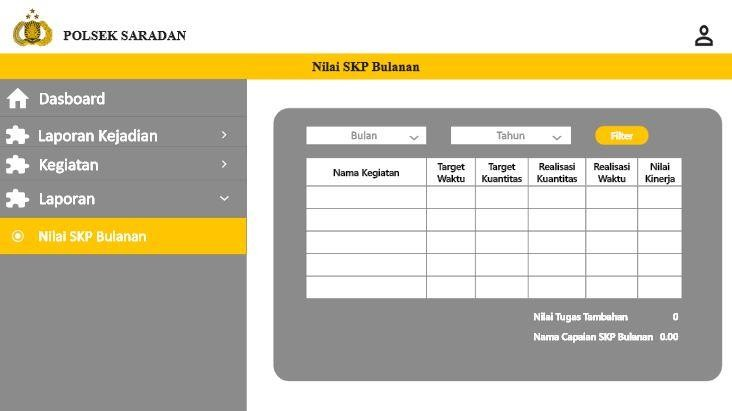 POLSEK SARADAN
Nilai SKP Bulanan
Dasboard
Laporan Kejadian
Kegiatan
Laporan
Nilai SKP Bulanan
Bulan Tahun Filter
Nama Kegiatan Target Waktu Target Kuantitas Realisasi Kuantitas Realisasi Waktu Nilai Kinerja
Nilai Tugas Tambahan 0
Nama Capaian SKP Bulanan 0.00